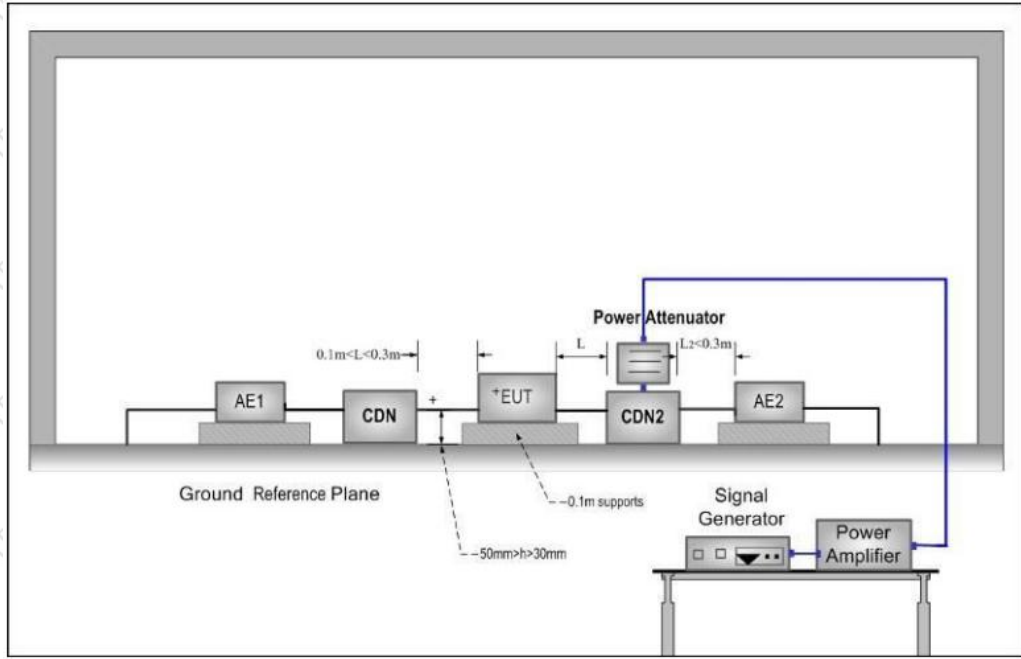 Power Attenuator
0.1m<L<0.3m
L
L2<0.3m
AE1
CDN
+
+EUT
CDN2
AE2
Ground Reference Plane
0.1m supports
50mm>h>30mm
Signal
Generator
Power
Amplifier